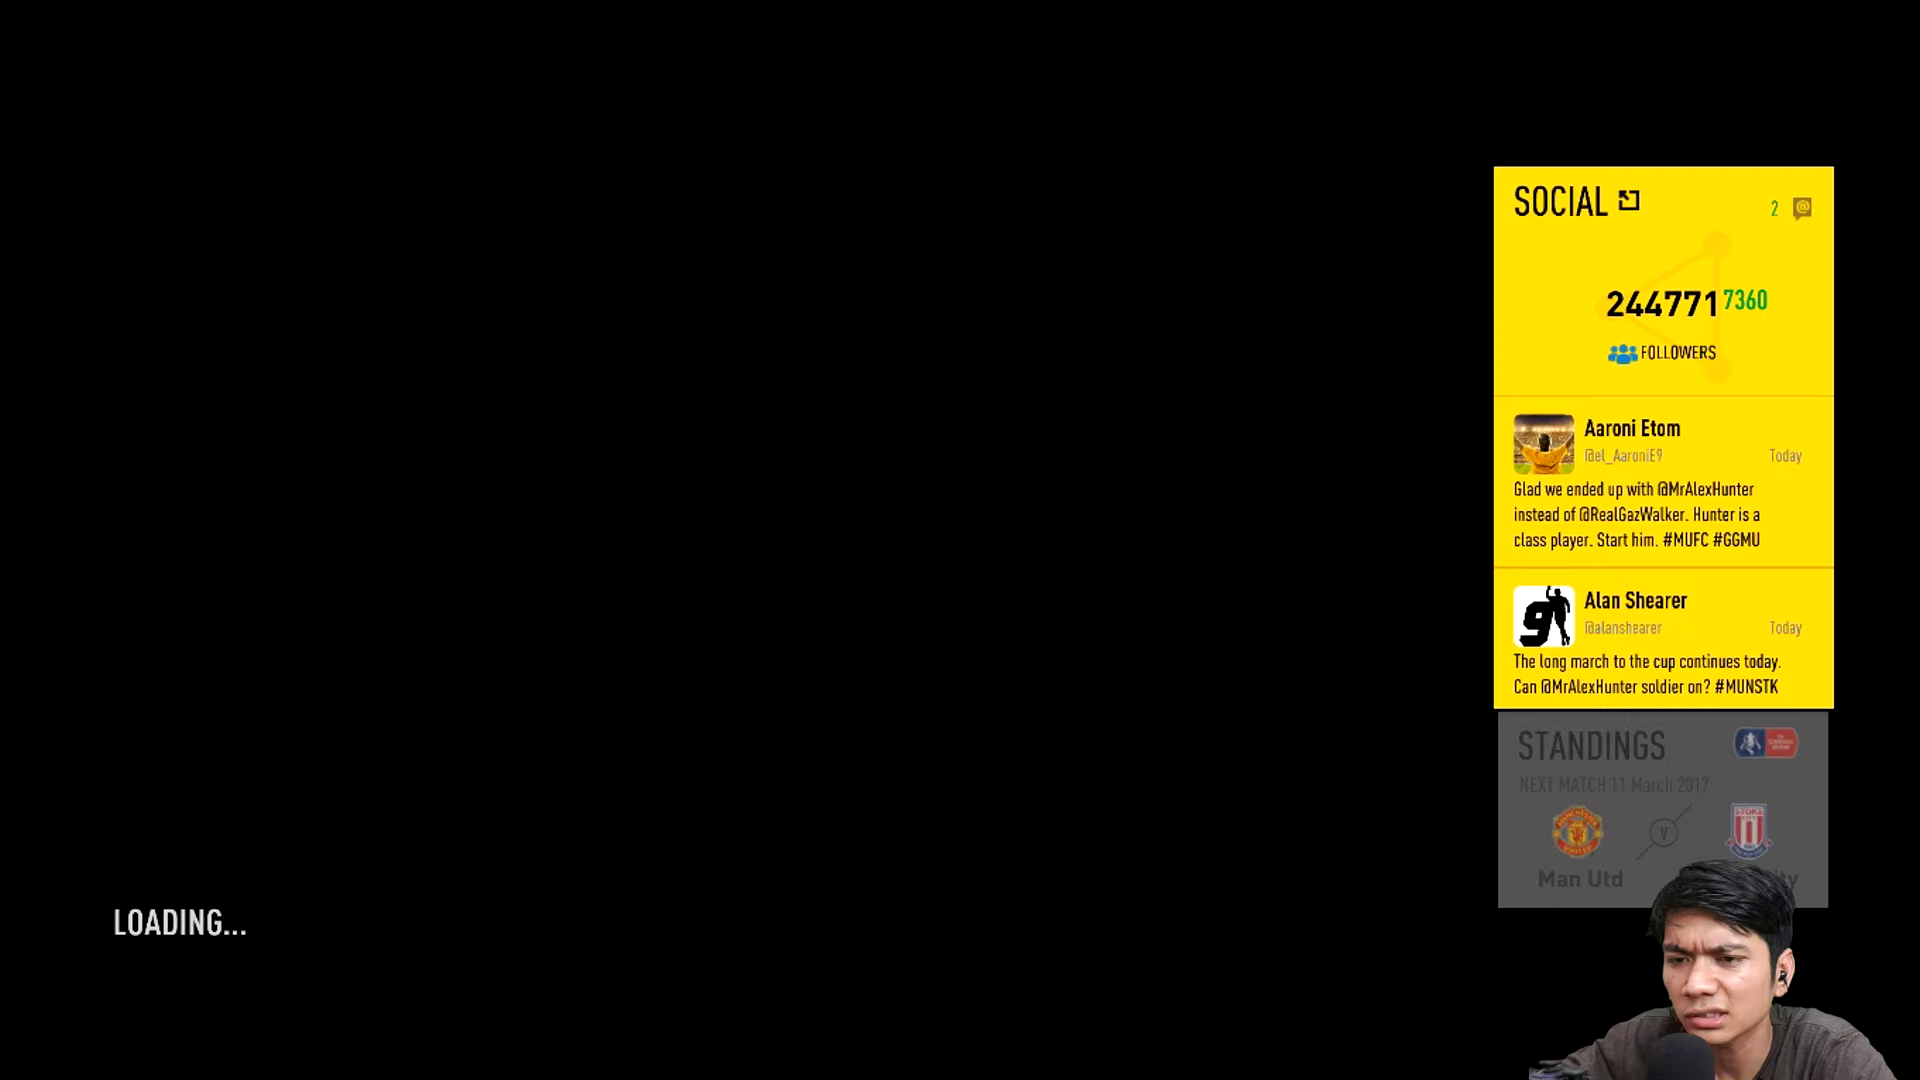 SOCIAL
2
244771 7360
FOLLOWERS
Aaroni Etom
@el_AaroniE9 Today
Glad we ended up with @MrAlexHunter
instead of @RealGazWalker. Hunter is a
class player. Start him. #MUFC #GGMU
Alan Shearer
@alanshearer Today
The long march to the cup continues today.
Can @MrAlexHunter soldier on? #MUNSTK
STANDINGS
NEXT MATCH 11 March 2017
V
Man Utd
LOADING...